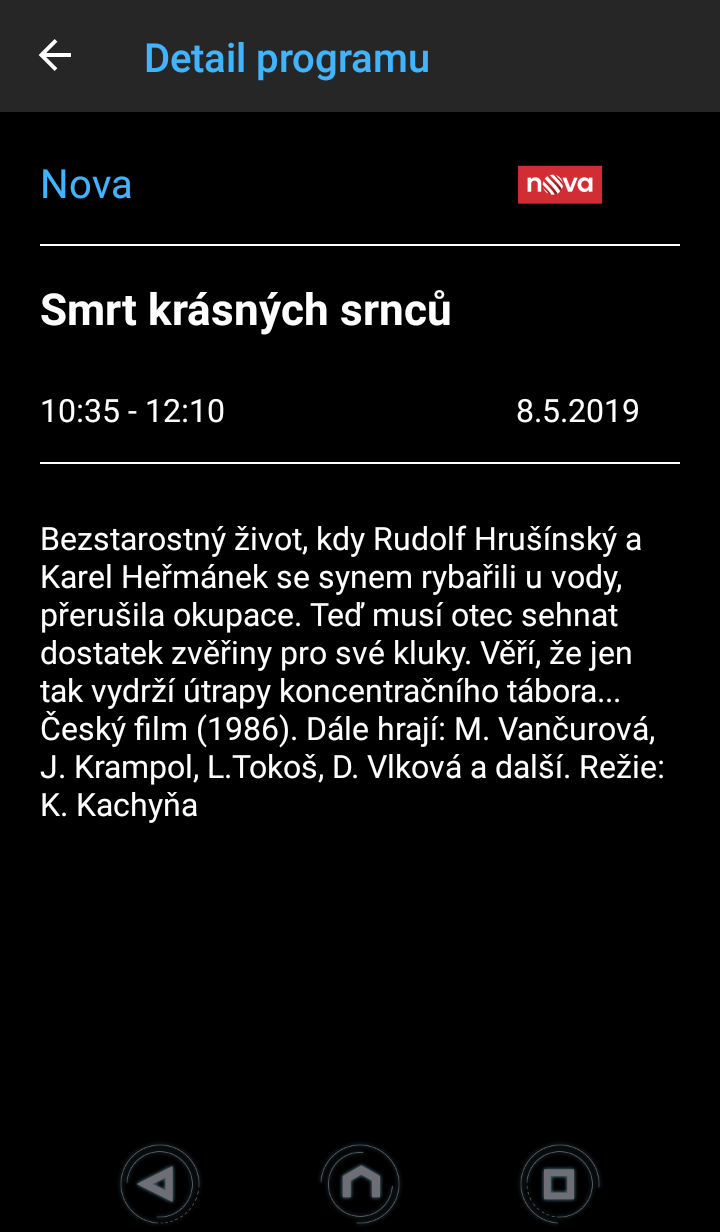 Detail programu
Nova
nova
Smrt krásných srnců
10:35 - 12:10
8.5.2019
Bezstarostný život, kdy Rudolf Hrušínský a
Karel Heřmánek se synem rybařili u vody,
přerušila okupace. Teď musí otec sehnat
dostatek zvěřiny pro své kluky. Věří, že jen
tak vydrží útrapy koncentračního tábora...
Český film (1986). Dále hrají: M. Vančurová,
J. Krampol, L.Tokoš, D. Vlková a další. Režie:
K. Kachyňa